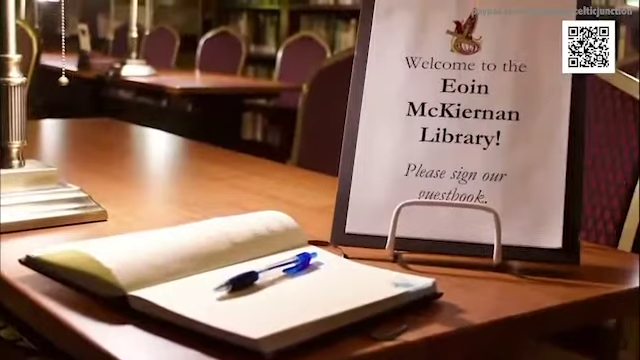 Welcome to the
Eoin
McKiernan
Library!
Please sign our
guestbook.